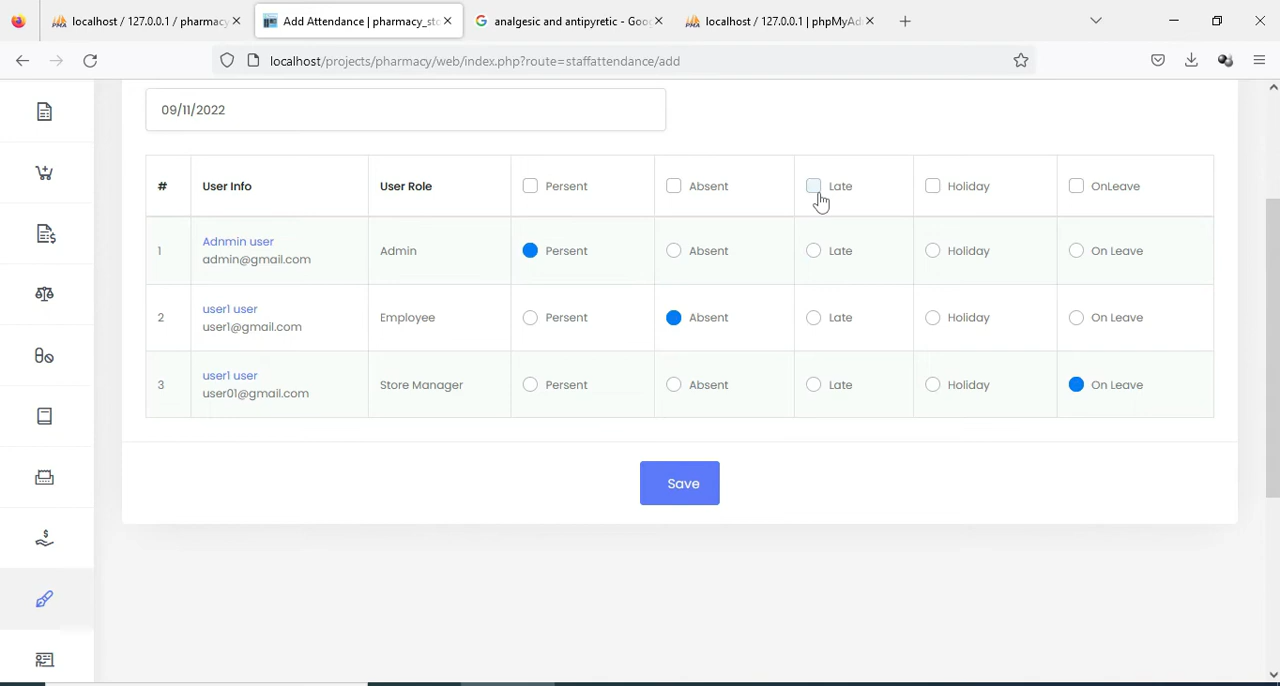 localhost / 127.0.0.1 / pharmacy
Add Attendance | pharmacy_sto
analgesic and antipyretic - Goo
localhost / 127.0.0.1 | phpMyAd
localhost/projects/pharmacy/web/index.php?route=staffattendance/add
09/11/2022
# User Info User Role Persent Absent Late Holiday OnLeave
1 Adnmin user admin@gmail.com Admin Persent Absent Late Holiday On Leave
2 user1 user user1@gmail.com Employee Persent Absent Late Holiday On Leave
3 user1 user user01@gmail.com Store Manager Persent Absent Late Holiday On Leave
Save